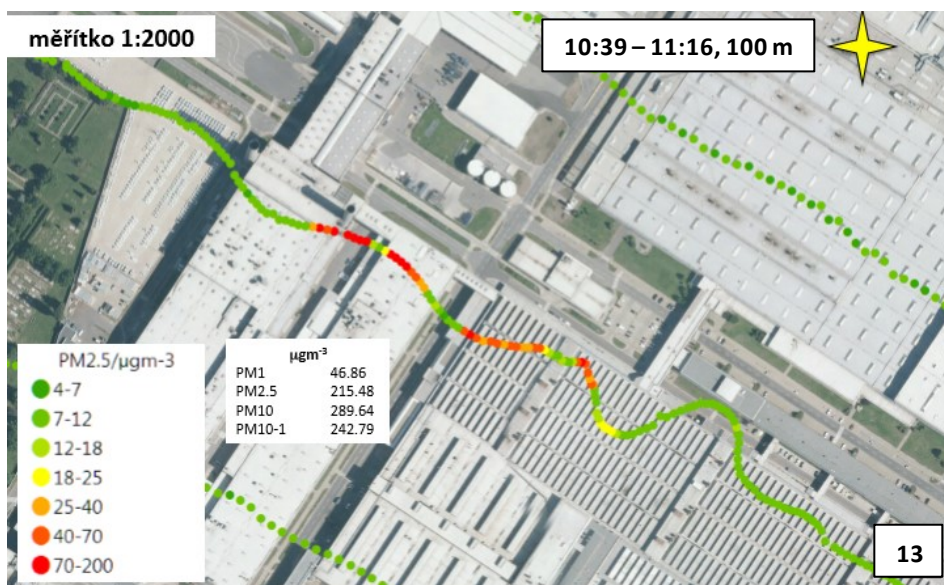 měřítko 1:2000
10:39 – 11:16, 100 m
PM2.5/µgm-3
4-7
7-12
12-18
18-25
25-40
40-70
70-200
µgm⁻³
PM1 46.86
PM2.5 215.48
PM10 289.64
PM10-1 242.79
13